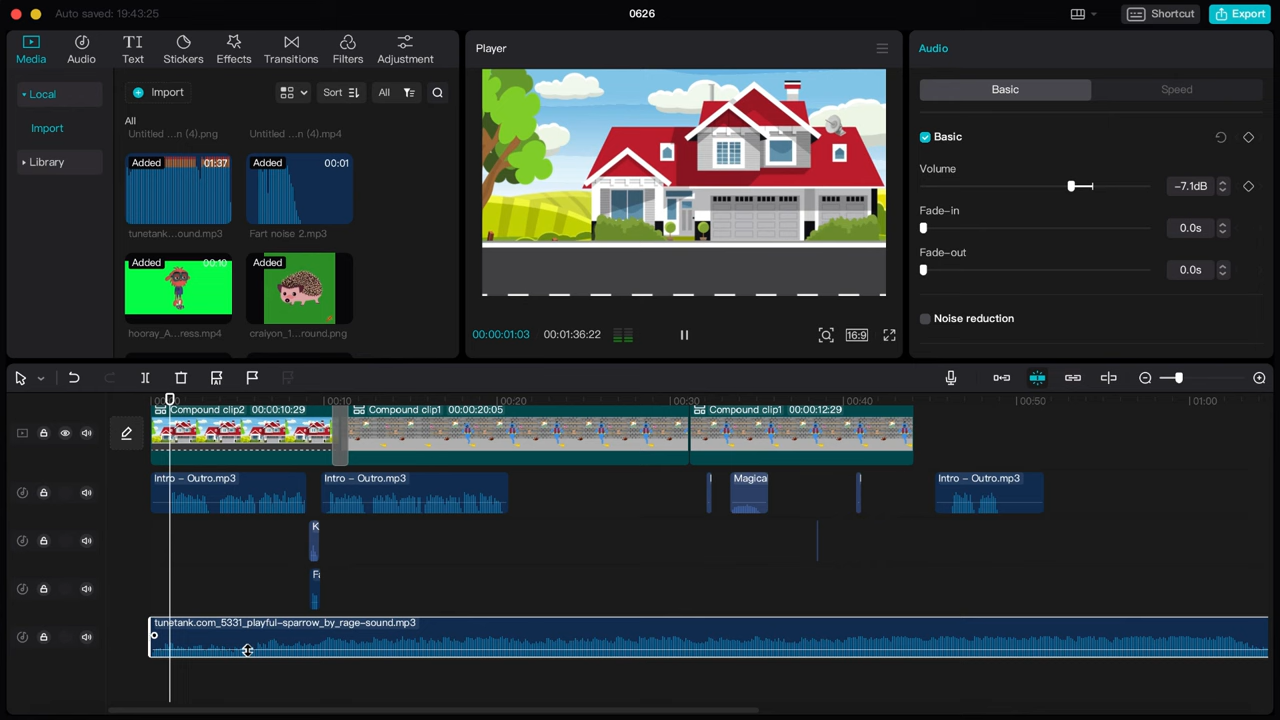 Auto saved: 19:43:25
0626
Shortcut
Export
Media
Audio
Text
Stickers
Effects
Transitions
Filters
Adjustment
Local
Import
Library
Import
Sort
All
All
Untitled ...n (4).png
Untitled ...n (4).mp4
Added
01:37
tunetank...ound.mp3
Added
00:01
Fart noise 2.mp3
Added
00:10
hooray_A...ress.mp4
Added
craiyon_1...round.png
Player
00:00:01:03
00:01:36:22
16:9
Audio
Basic
Speed
Basic
Volume
-7.1dB
Fade-in
0.0s
Fade-out
0.0s
Noise reduction
00:10
00:20
00:30
00:40
00:50
01:00
Compound clip2 00:00:10:29
Compound clip1 00:00:20:05
Compound clip1 00:00:12:29
Intro - Outro.mp3
Intro - Outro.mp3
Magical
Intro - Outro.mp3
K
Fa
tunetank.com_5331_playful-sparrow_by_rage-sound.mp3